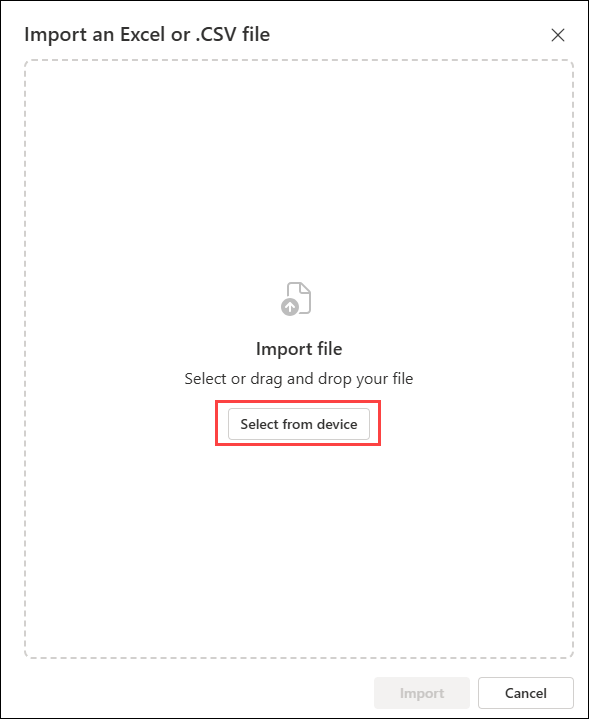 Import an Excel or .CSV file
Import file
Select or drag and drop your file
Select from device
Import
Cancel